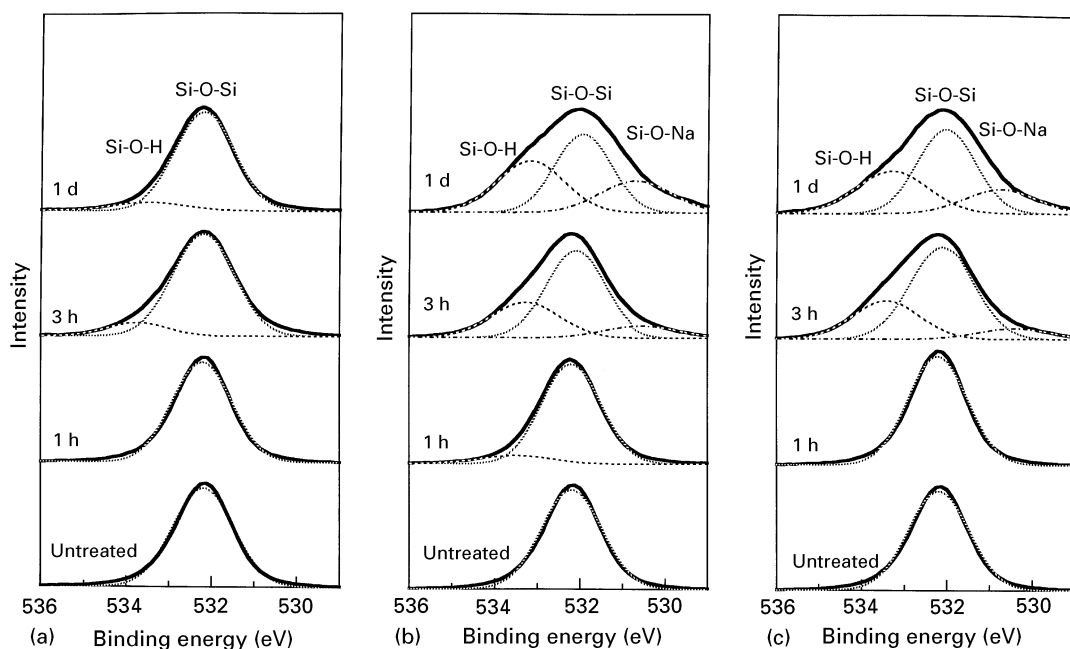 Si-O-Si
Si-O-H
1 d
3 h
1 h
Untreated
Intensity
536 534 532 530
(a) Binding energy (eV)
Si-O-Si
Si-O-Na
Si-O-H
1 d
3 h
1 h
Untreated
Intensity
536 534 532 530
(b) Binding energy (eV)
Si-O-Si
Si-O-Na
Si-O-H
1 d
3 h
1 h
Untreated
Intensity
536 534 532 530
(c) Binding energy (eV)